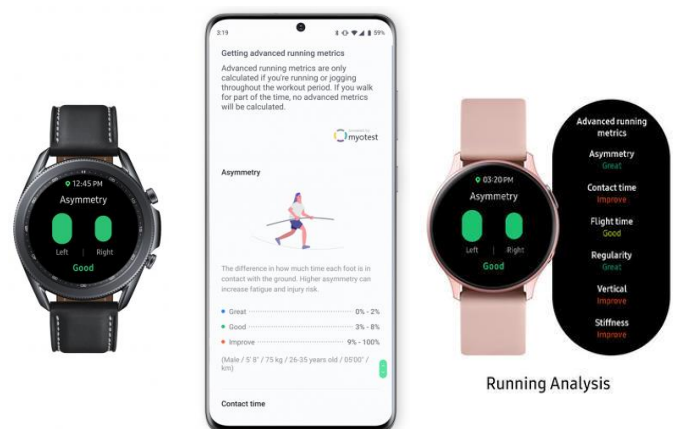 12:45 PM
Asymmetry
Left | Right
Good
3:19
59%
Getting advanced running metrics
Advanced running metrics are only
calculated if you're running or jogging
throughout the workout period. If you walk
for part of the time, no advanced metrics
will be calculated.
myotest
Asymmetry
The difference in how much time each foot is in
contact with the ground. Higher asymmetry can
increase fatigue and injury risk.
Great 0% - 2%
Good 3% - 8%
Improve 9% - 100%
(Male / 5' 8" / 75 kg / 26-35 years old / 05'00" /
km)
Contact time
03:20 PM
Asymmetry
Left | Right
Good
Advanced running
metrics
Asymmetry
Great
Contact time
Improve
Flight time
Good
Regularity
Great
Vertical
Improve
Stiffness
Improve
Running Analysis